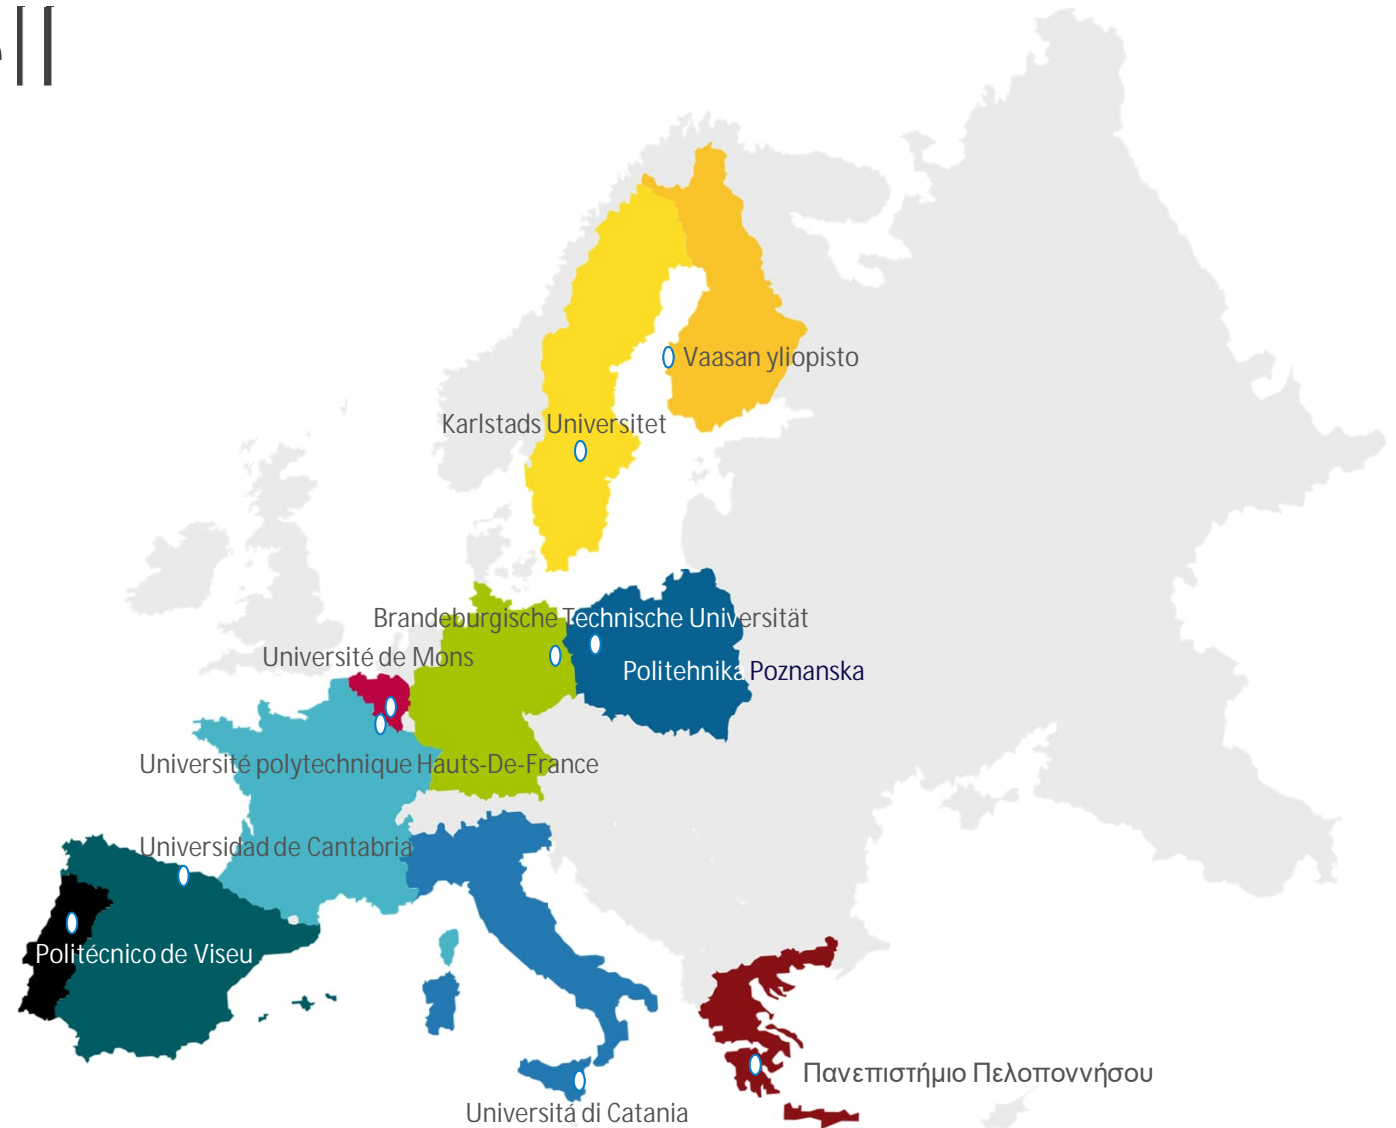 ll
Vaasan yliopisto
Karlstads Universitet
Brandeburgische Technische Universität
Université de Mons
Politehnika Poznanska
Université polytechnique Hauts-De-France
Universidad de Cantabria
Politécnico de Viseu
Πανεπιστήμιο Πελοποννήσου
Universitá di Catania